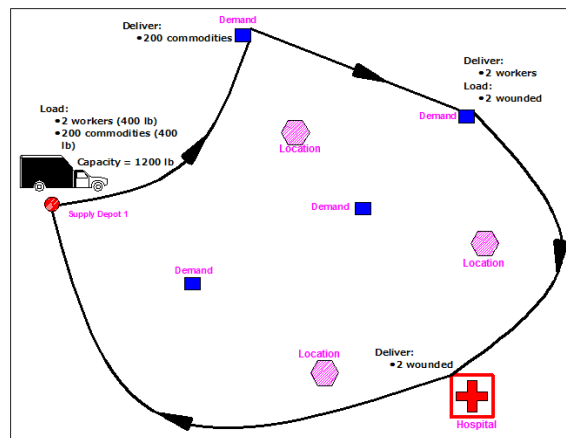 Demand
Deliver:
•200 commodities
Deliver:
•2 workers
Load:
•2 wounded
Demand
Load:
•2 workers (400 lb)
•200 commodities (400
lb)
Capacity = 1200 lb
Location
Supply Depot 1
Demand
Location
Demand
Location
Deliver:
•2 wounded
Hospital